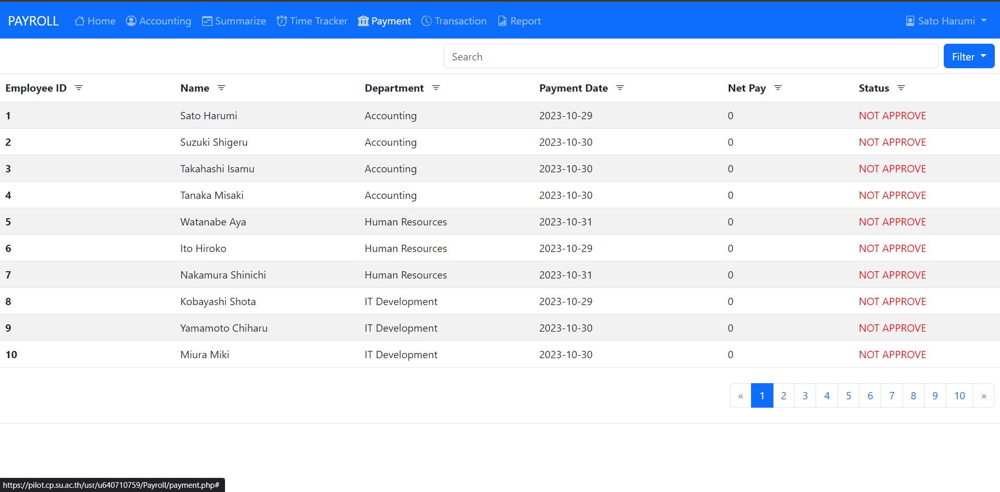 PAYROLL Home Accounting Summarize Time Tracker Payment Transaction Report Sato Harumi
Search Filter
Employee ID Name Department Payment Date Net Pay Status
1 Sato Harumi Accounting 2023-10-29 0 NOT APPROVE
2 Suzuki Shigeru Accounting 2023-10-30 0 NOT APPROVE
3 Takahashi Isamu Accounting 2023-10-30 0 NOT APPROVE
4 Tanaka Misaki Accounting 2023-10-30 0 NOT APPROVE
5 Watanabe Aya Human Resources 2023-10-31 0 NOT APPROVE
6 Ito Hiroko Human Resources 2023-10-29 0 NOT APPROVE
7 Nakamura Shinichi Human Resources 2023-10-31 0 NOT APPROVE
8 Kobayashi Shota IT Development 2023-10-29 0 NOT APPROVE
9 Yamamoto Chiharu IT Development 2023-10-30 0 NOT APPROVE
10 Miura Miki IT Development 2023-10-30 0 NOT APPROVE
« 1 2 3 4 5 6 7 8 9 10 »
https://pilot.cp.su.ac.th/usr/u640710759/Payroll/payment.php#